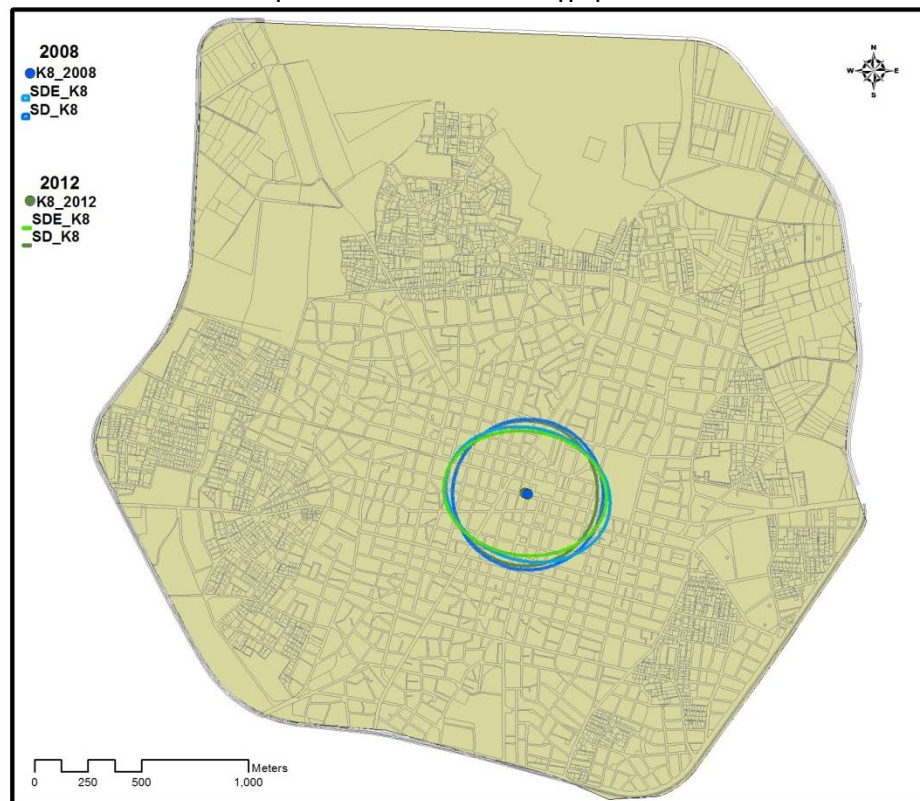 2008
K8_2008
SDE_K8
SD_K8
2012
K8_2012
SDE_K8
SD_K8
N
W E
S
Meters
0 250 500 1,000